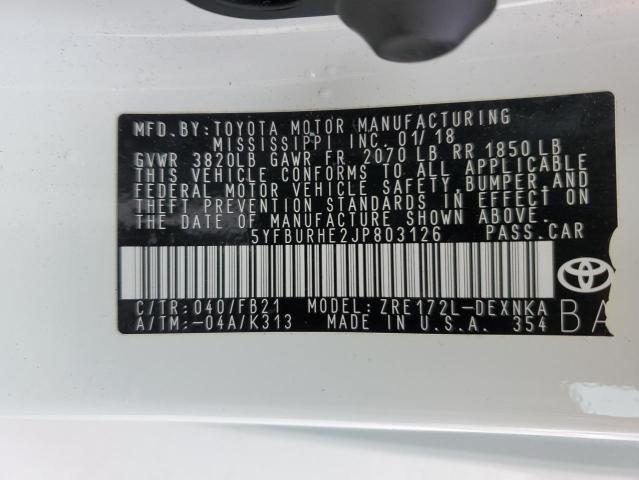 MFD. BY: TOYOTA MOTOR MANUFACTURING
MISSISSIPPI, INC. 01/18
GVWR 3820LB GAWR FR. 2070 LB, RR 1850 LB
THIS VEHICLE CONFORMS TO ALL APPLICABLE
FEDERAL MOTOR VEHICLE SAFETY, BUMPER, AND
THEFT PREVENTION STANDARDS IN EFFECT ON
THE DATE OF MANUFACTURE SHOWN ABOVE.
5YFBURHE2JP803126 PASS.CAR
C/TR: 040/FB21 MODEL: ZRE172L-DEXNKA
A/TM: -04A/K313 MADE IN U.S.A. 354
BA